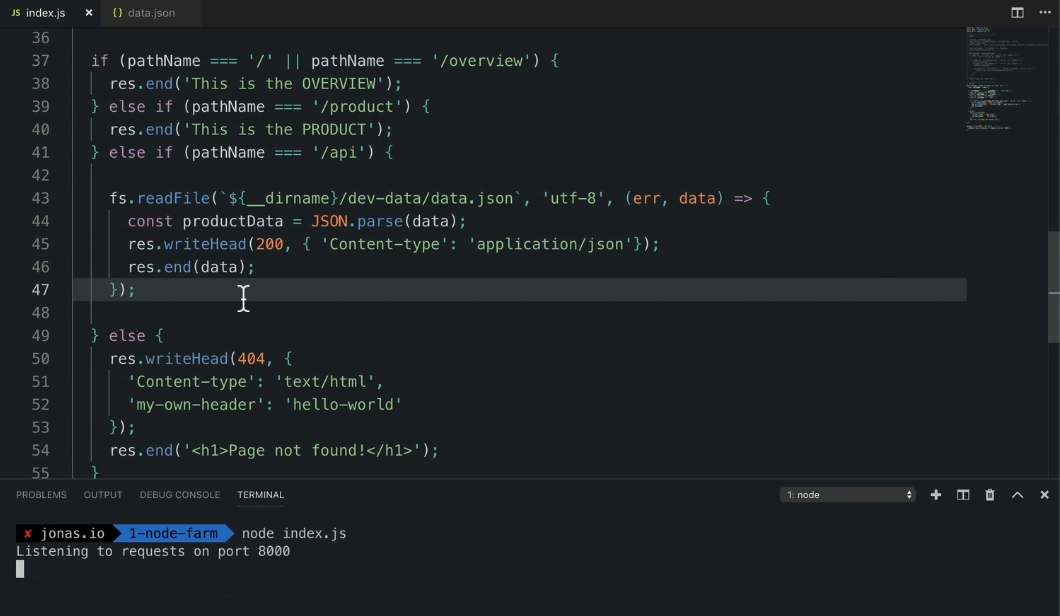 JS index.js ×
{} data.json
36
37 if (pathName === '/' || pathName === '/overview') {
38 res.end('This is the OVERVIEW');
39 } else if (pathName === '/product') {
40 res.end('This is the PRODUCT');
41 } else if (pathName === '/api') {
42
43 fs.readFile(`${__dirname}/dev-data/data.json`, 'utf-8', (err, data) => {
44 const productData = JSON.parse(data);
45 res.writeHead(200, { 'Content-type': 'application/json'});
46 res.end(data);
47 });
48
49 } else {
50 res.writeHead(404, {
51 'Content-type': 'text/html',
52 'my-own-header': 'hello-world'
53 });
54 res.end('<h1>Page not found!</h1>');
55 }
PROBLEMS OUTPUT DEBUG CONSOLE TERMINAL 1: node
✘ jonas.io 1-node-farm node index.js
Listening to requests on port 8000